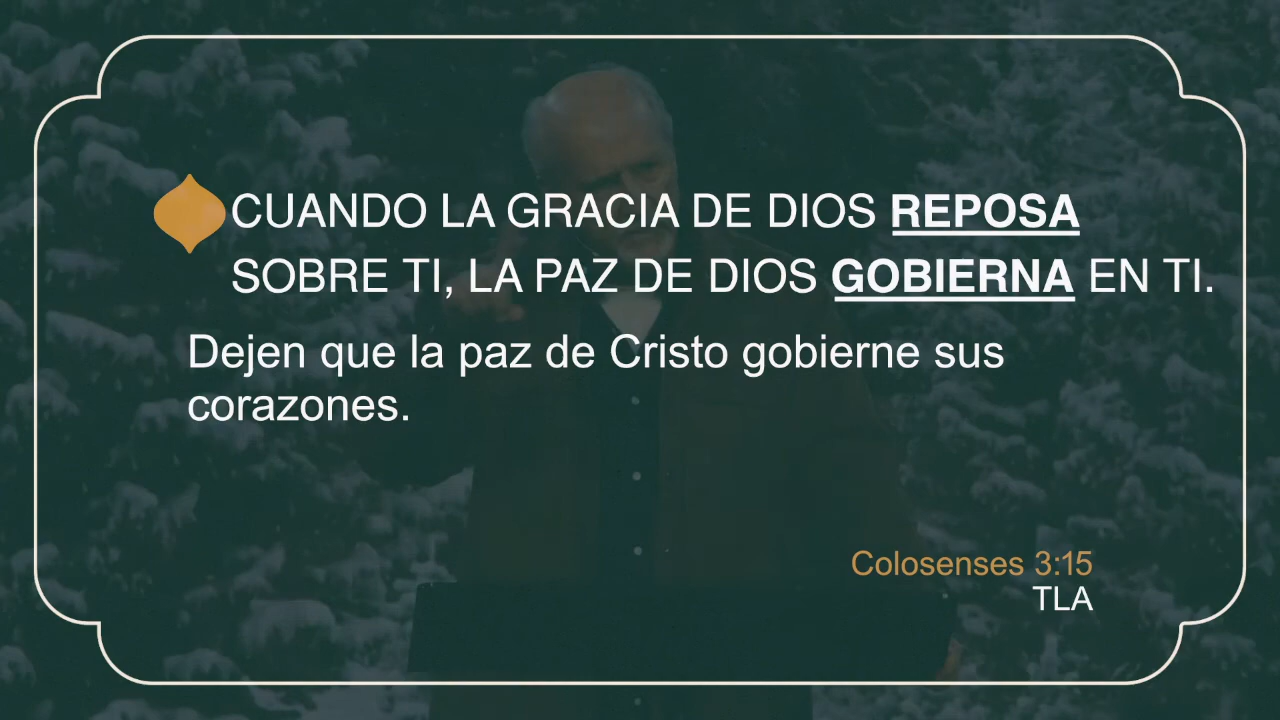 CUANDO LA GRACIA DE DIOS REPOSA
SOBRE TI, LA PAZ DE DIOS GOBIERNA EN TI.
Dejen que la paz de Cristo gobierne sus
corazones.
Colosenses 3:15
TLA